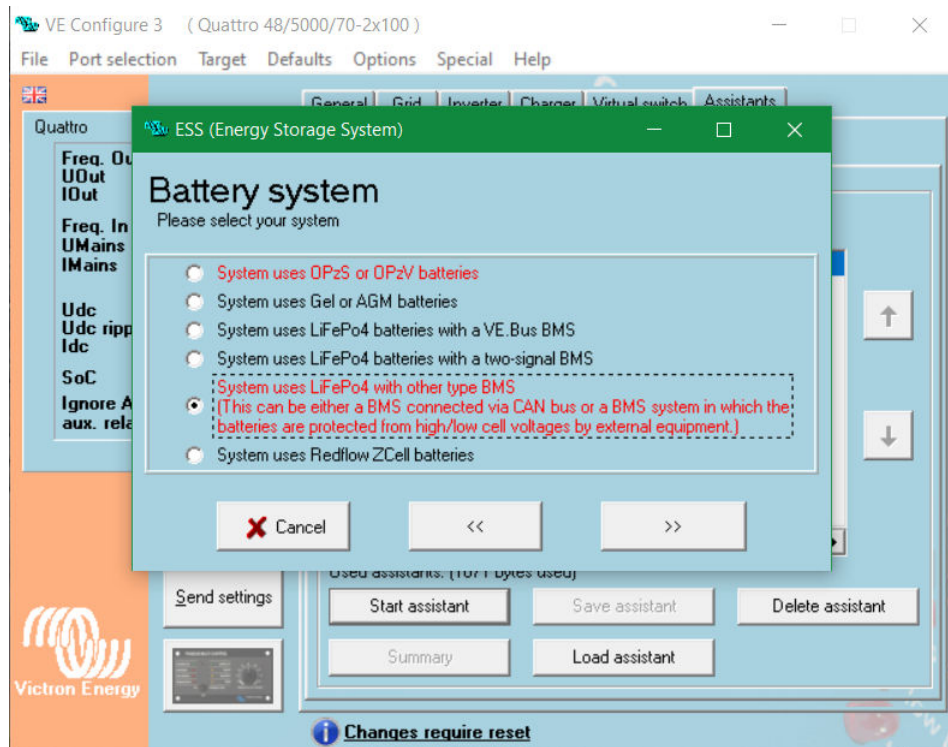 VE Configure 3 ( Quattro 48/5000/70-2x100 )
File Port selection Target Defaults Options Special Help
General Grid Inverter Charger Virtual switch Assistants
Quattro
ESS (Energy Storage System)
Freq. Ou
UOut
IOut
Battery system
Please select your system
Freq. In
UMains
IMains
System uses OPzS or OPzV batteries
System uses Gel or AGM batteries
System uses LiFePo4 batteries with a VE.Bus BMS
System uses LiFePo4 batteries with a two-signal BMS
System uses LiFePo4 with other type BMS
(This can be either a BMS connected via CAN bus or a BMS system in which the
batteries are protected from high/low cell voltages by external equipment.)
System uses Redflow ZCell batteries
Udc
Udc ripp
Idc
SoC
Ignore A
aux. rela
Cancel << >>
Used assistants: (1071 bytes used)
Send settings
Start assistant Save assistant Delete assistant
Summary Load assistant
Victron Energy
Changes require reset